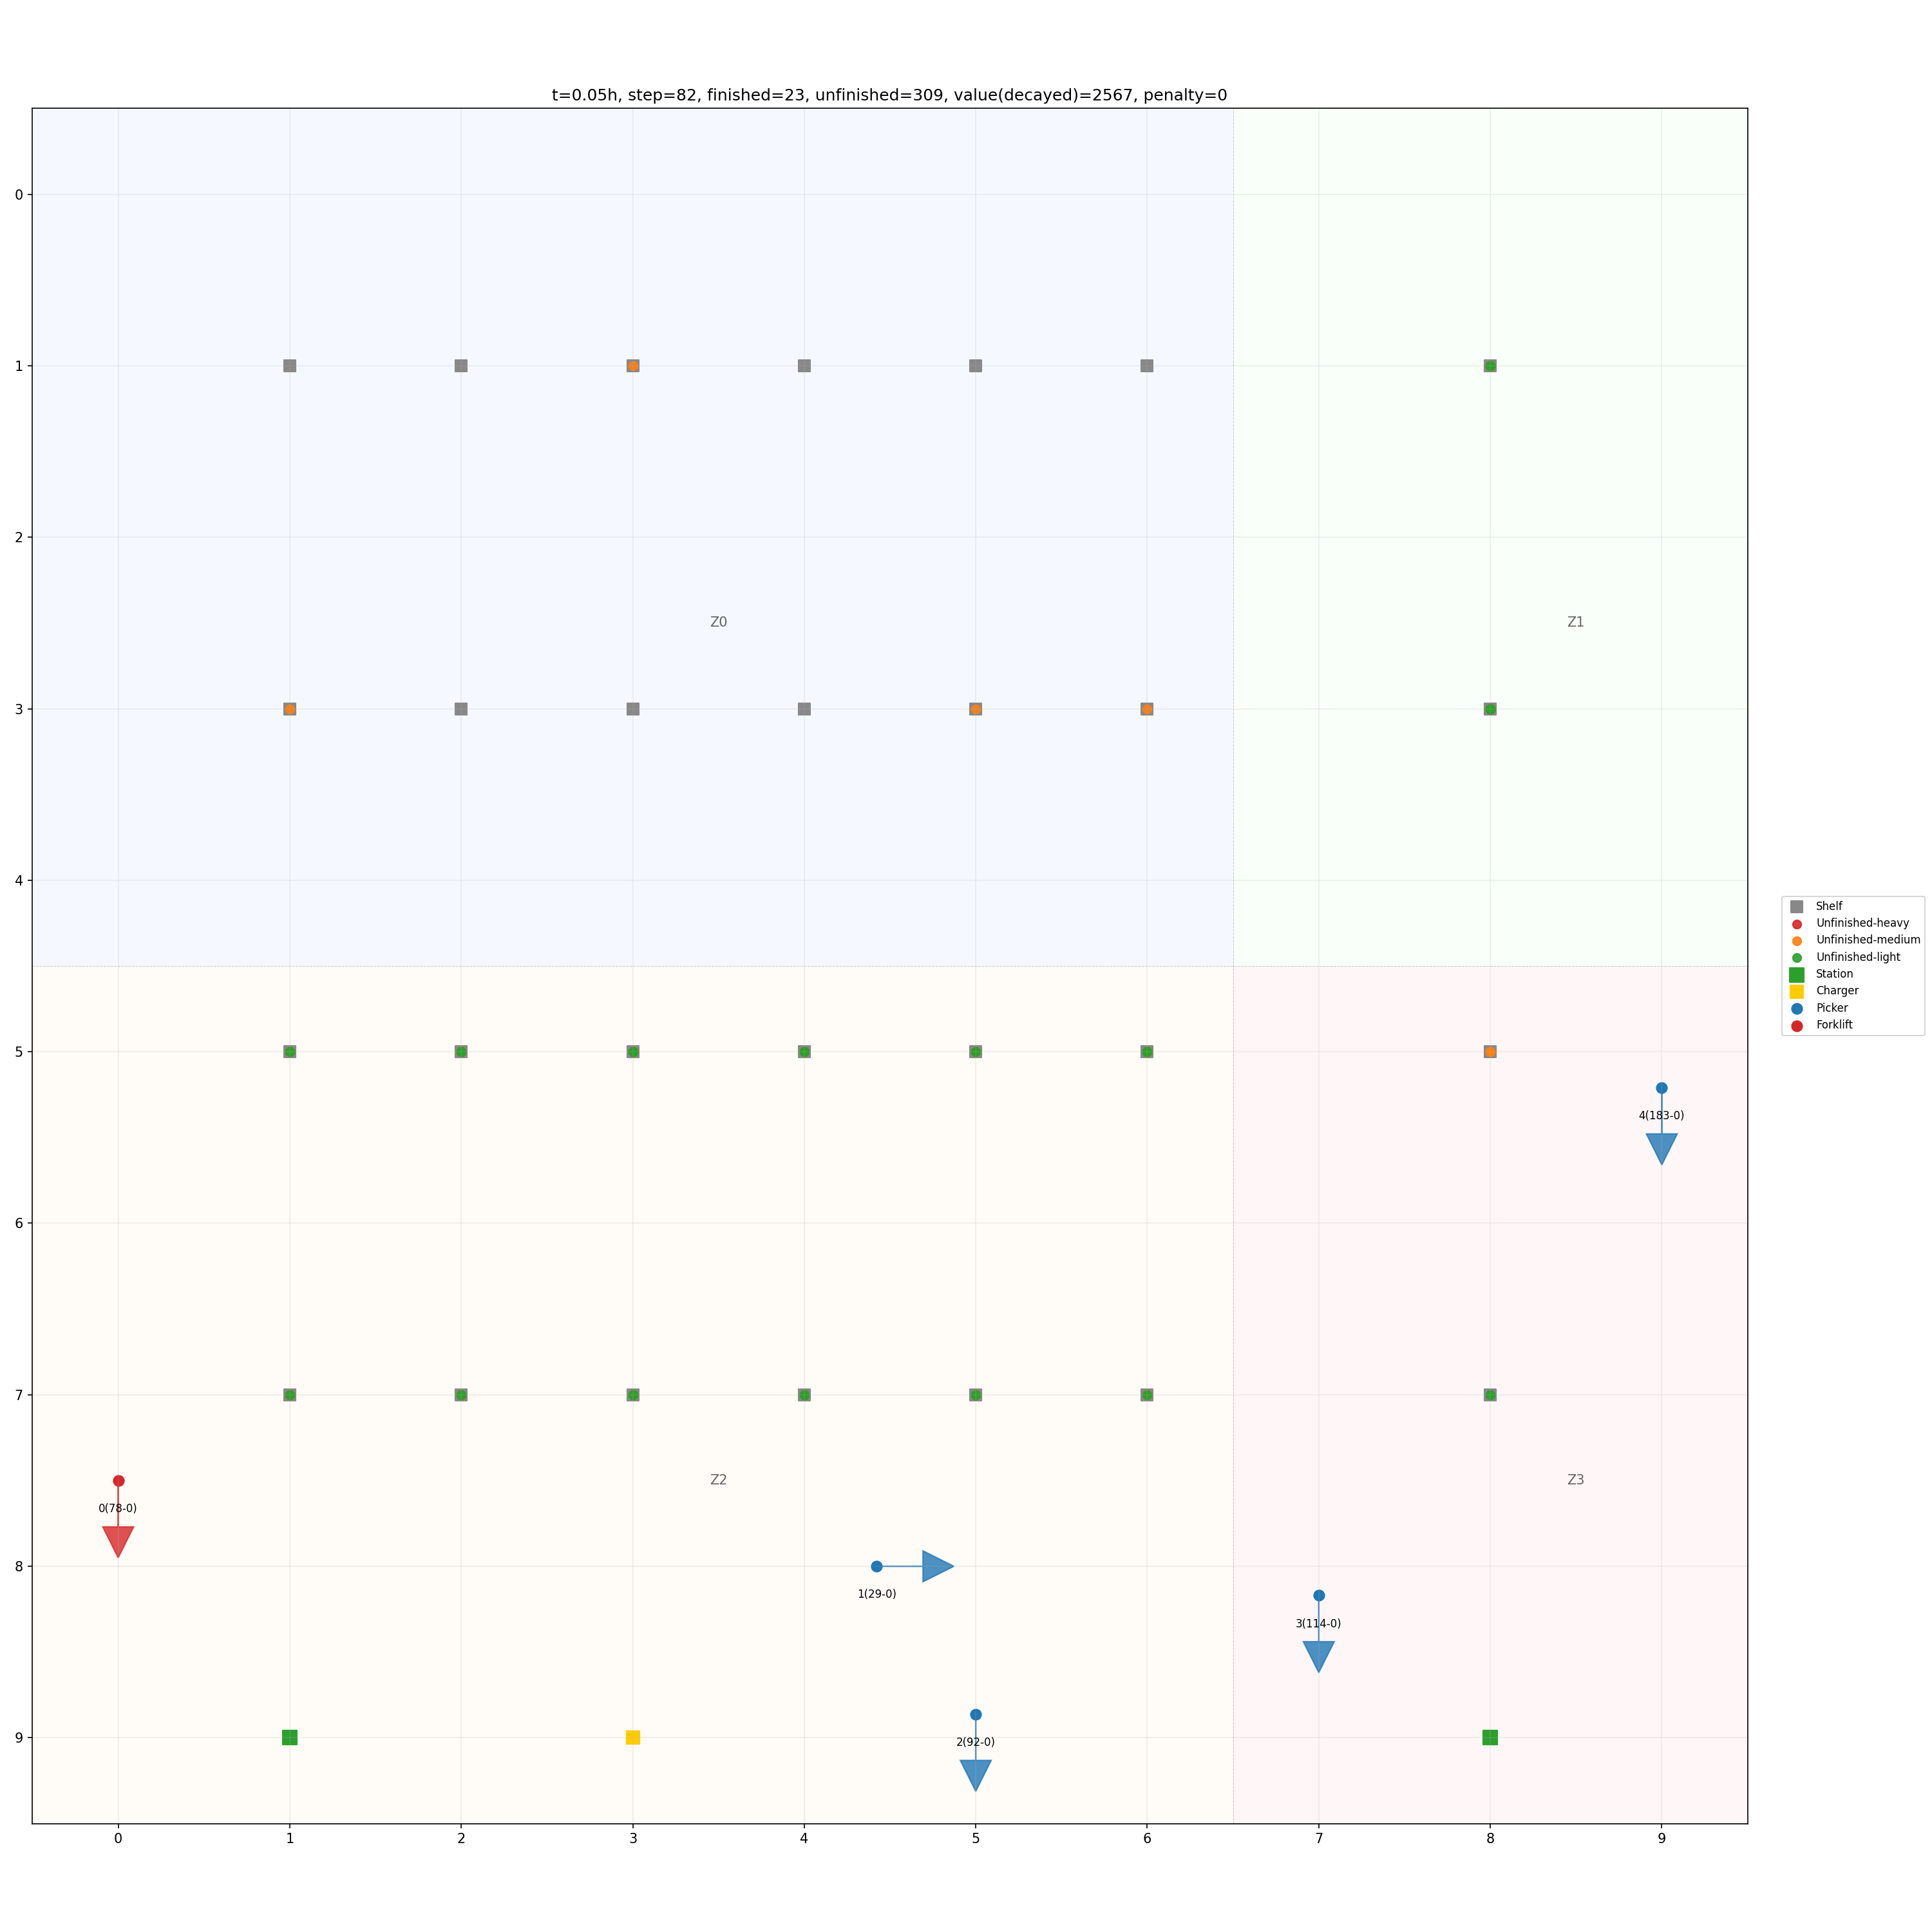 t=0.05h, step=82, finished=23, unfinished=309, value(decayed)=2567, penalty=0
0
1
2
Z0
Z1
3
4
Shelf
Unfinished-heavy
Unfinished-medium
Unfinished-light
Station
Charger
Picker
Forklift
5
4(183-0)
6
7
Z2
Z3
0(78-0)
8
1(29-0)
3(114-0)
9
2(92-0)
0 1 2 3 4 5 6 7 8 9